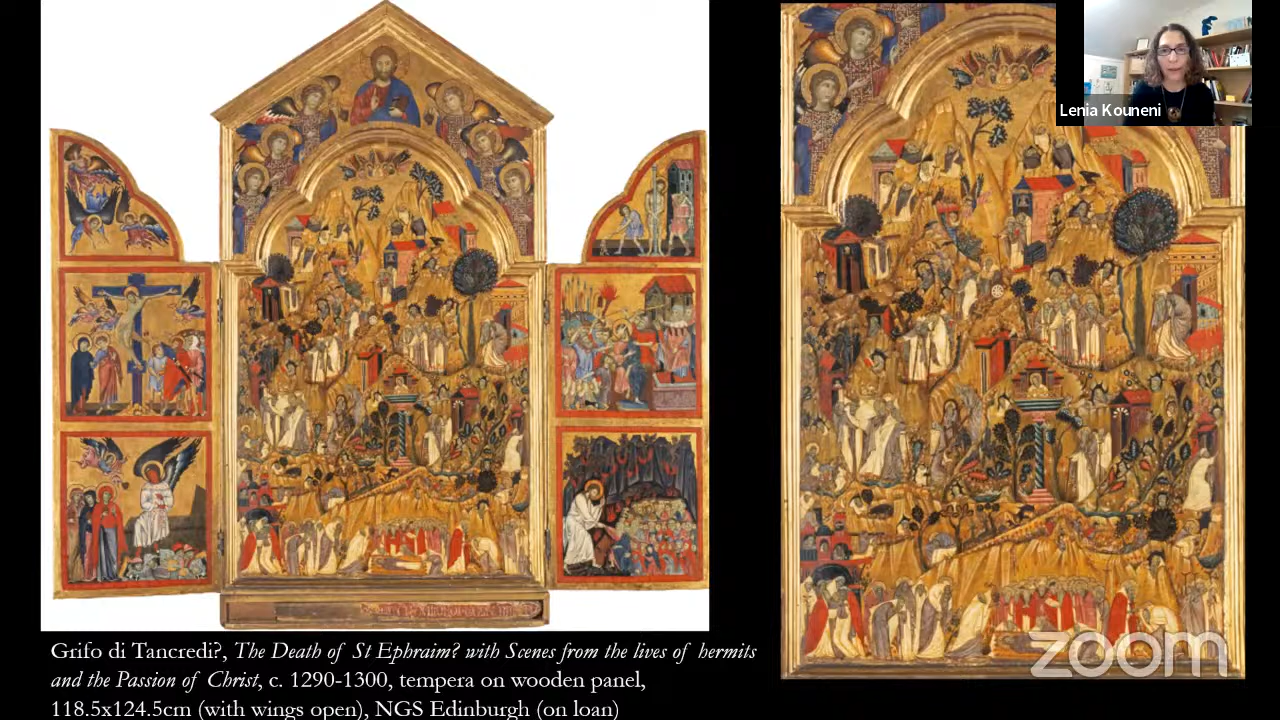 Lenia Kouneni
zoom
Grifo di Tancredi?, The Death of St Ephraim? with Scenes from the lives of hermits
and the Passion of Christ, c. 1290-1300, tempera on wooden panel,
118.5x124.5cm (with wings open), NGS Edinburgh (on loan)